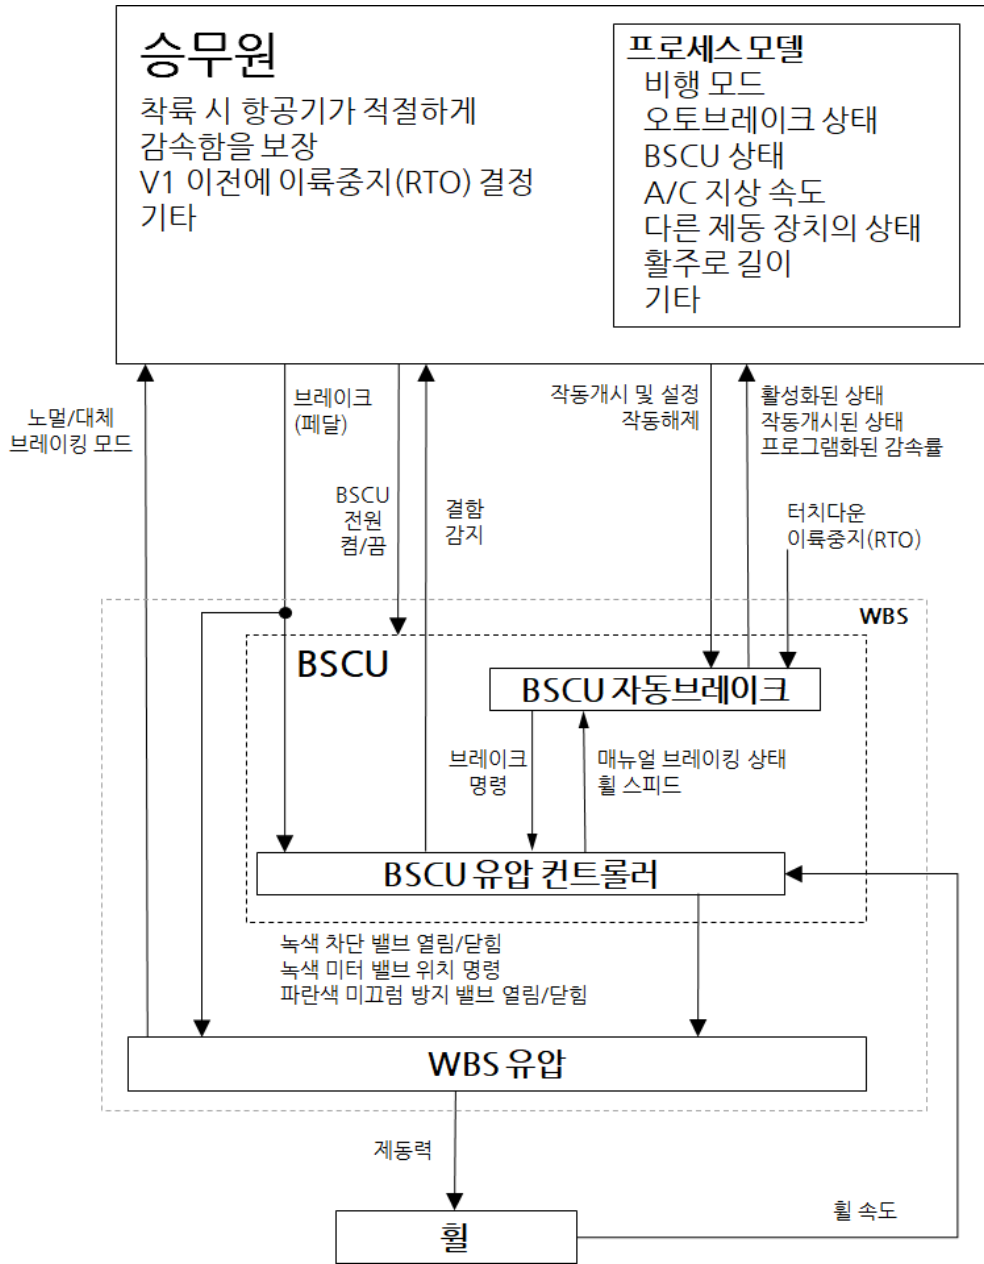 승무원
착륙 시 항공기가 적절하게
감속함을 보장
V1 이전에 이륙중지(RTO) 결정
기타
프로세스 모델
비행 모드
오토브레이크 상태
BSCU 상태
A/C 지상 속도
다른 제동 장치의 상태
활주로 길이
기타
노멀/대체
브레이킹 모드
브레이크
(페달)
BSCU
전원
켬/끔
결함
감지
작동개시 및 설정
작동해제
활성화된 상태
작동개시된 상태
프로그램화된 감속률
터치다운
이륙중지(RTO)
WBS
BSCU
BSCU 자동브레이크
브레이크
명령
매뉴얼 브레이킹 상태
휠 스피드
BSCU 유압 컨트롤러
녹색 차단 밸브 열림/닫힘
녹색 미터 밸브 위치 명령
파란색 미끄럼 방지 밸브 열림/닫힘
WBS 유압
제동력
휠
휠 속도